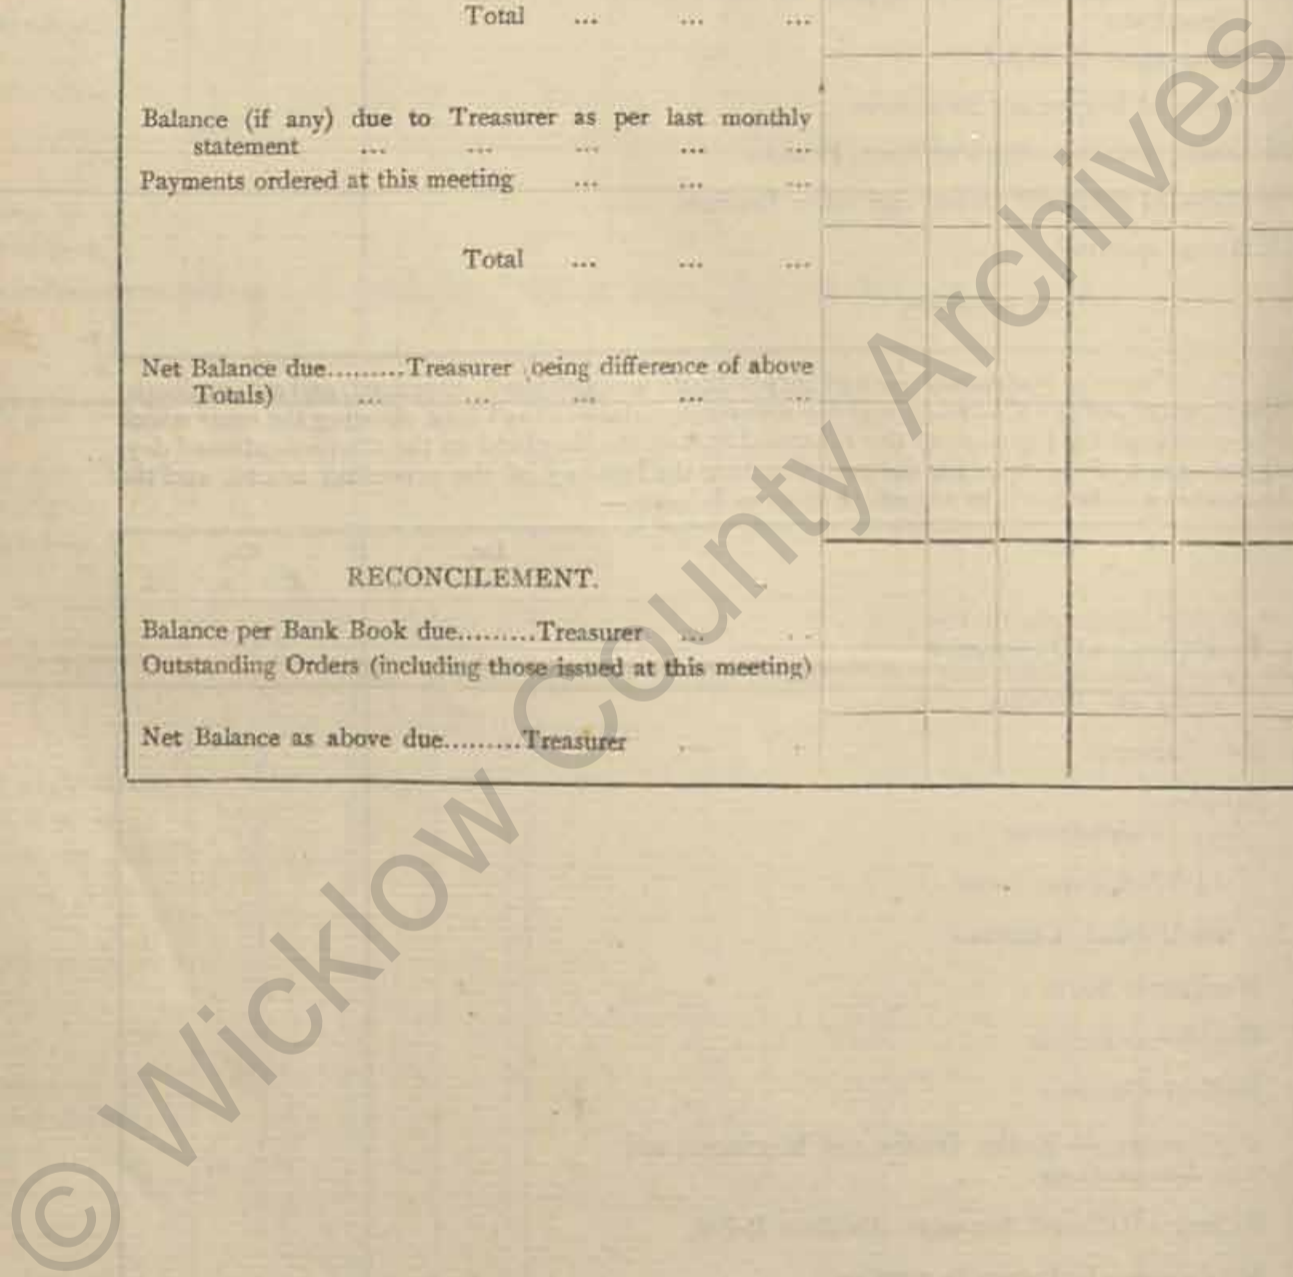 Total ... ... ...
Balance (if any) due to Treasurer as per last monthly
statement ... ... ... ... ...
Payments ordered at this meeting ... ... ...
Total ... ... ...
Net Balance due.........Treasurer being difference of above
Totals) ... ... ... ... ...
RECONCILEMENT.
Balance per Bank Book due.........Treasurer ... ..
Outstanding Orders (including those issued at this meeting)
Net Balance as above due.........Treasurer
© Wicklow County Archives